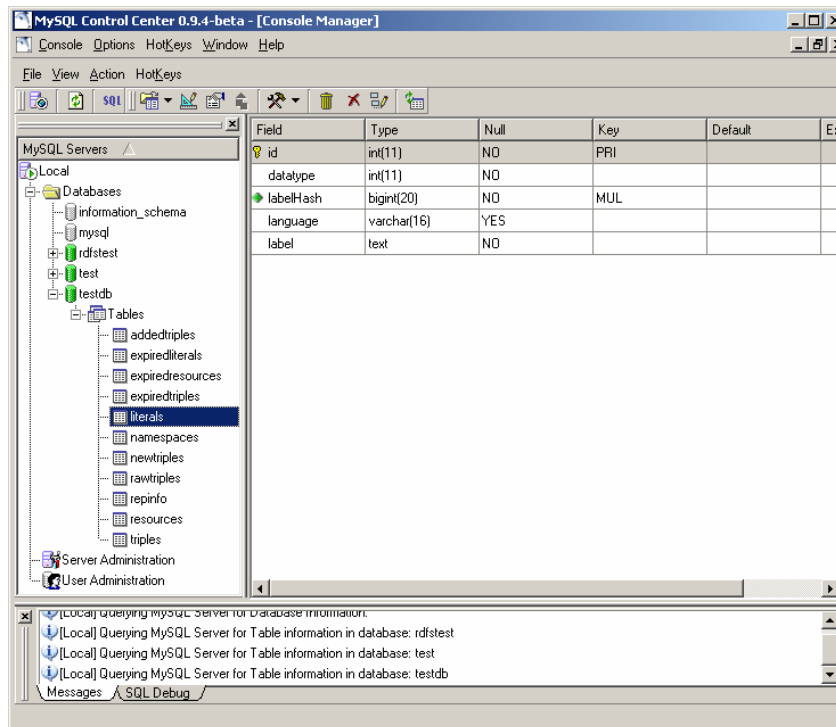 MySQL Control Center 0.9.4-beta - [Console Manager]
Console Options HotKeys Window Help
File View Action HotKeys
SQL
MySQL Servers
Local
Databases
information_schema
mysql
rdfstest
test
testdb
Tables
addedtriples
expiredliterals
expiredresources
expiredtriples
literals
namespaces
newtriples
rawtriples
repinfo
resources
triples
Server Administration
User Administration
Field Type Null Key Default
id int(11) NO PRI
datatype int(11) NO
labelHash bigint(20) NO MUL
language varchar(16) YES
label text NO
[Local] Querying MySQL Server for Database Information.
[Local] Querying MySQL Server for Table information in database: rdfstest
[Local] Querying MySQL Server for Table information in database: test
[Local] Querying MySQL Server for Table information in database: testdb
Messages SQL Debug